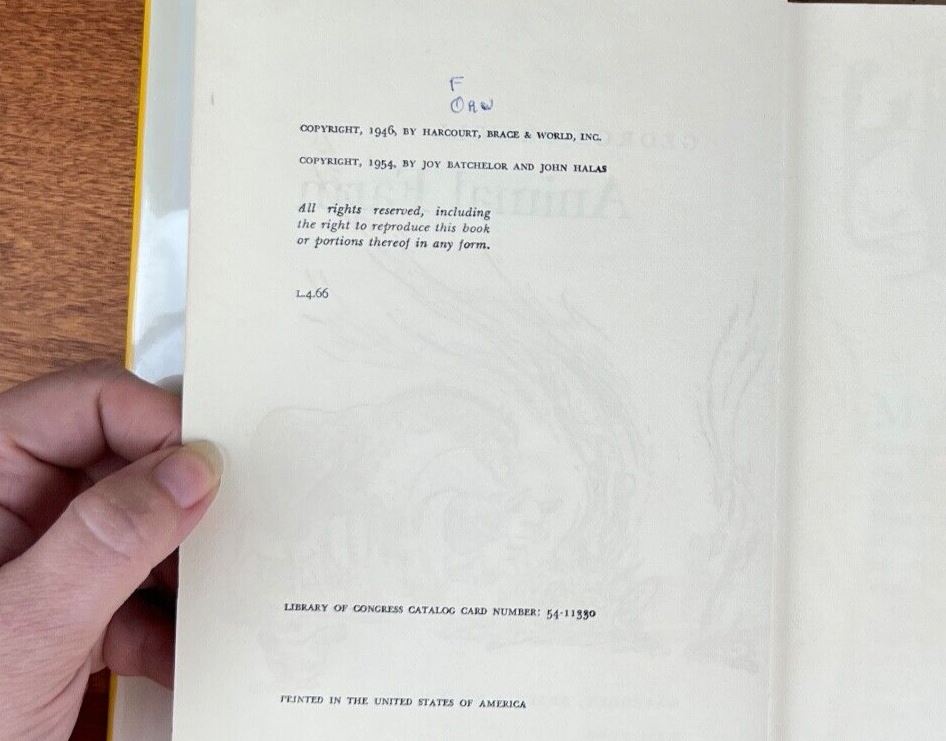 F
ORW
COPYRIGHT, 1946, BY HARCOURT, BRACE & WORLD, INC.
COPYRIGHT, 1954, BY JOY BATCHELOR AND JOHN HALAS
All rights reserved, including
the right to reproduce this book
or portions thereof in any form.
L.4.66
LIBRARY OF CONGRESS CATALOG CARD NUMBER: 54-11330
PRINTED IN THE UNITED STATES OF AMERICA